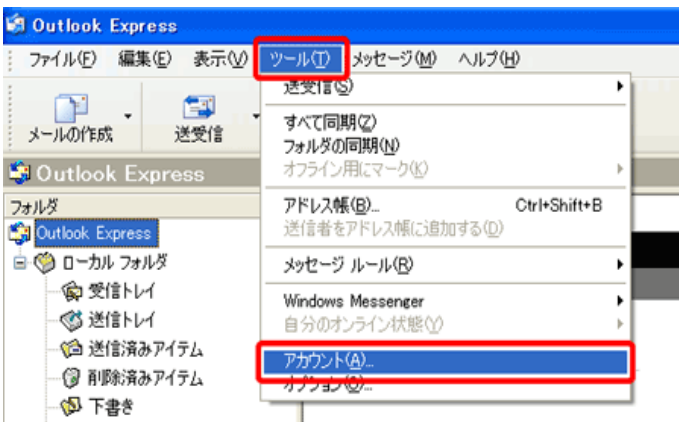 Outlook Express
ファイル(F) 編集(E) 表示(V) ツール(T) メッセージ(M) ヘルプ(H)
メールの作成 送受信
Outlook Express
フォルダ
Outlook Express
ローカル フォルダ
受信トレイ
送信トレイ
送信済みアイテム
削除済みアイテム
下書き
送受信(S)
すべて同期(Z)
フォルダの同期(N)
オフライン用にマーク(K)
アドレス帳(B)... Ctrl+Shift+B
送信者をアドレス帳に追加する(D)
メッセージ ルール(R)
Windows Messenger
自分のオンライン状態(Y)
アカウント(A)...
オプション(O)...